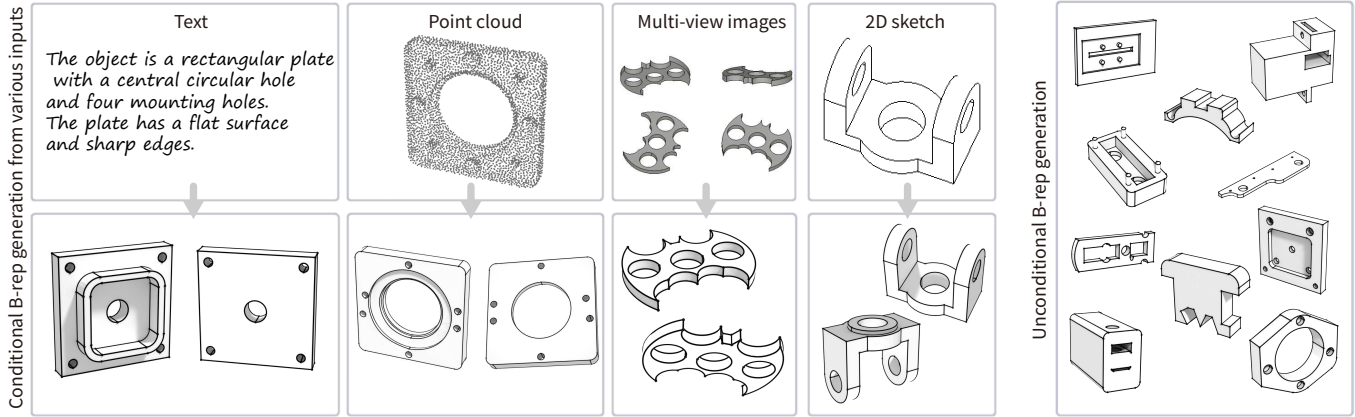 Conditional B-rep generation from various inputs
Text
The object is a rectangular plate
with a central circular hole
and four mounting holes.
The plate has a flat surface
and sharp edges.
Point cloud
Multi-view images
2D sketch
Unconditional B-rep generation